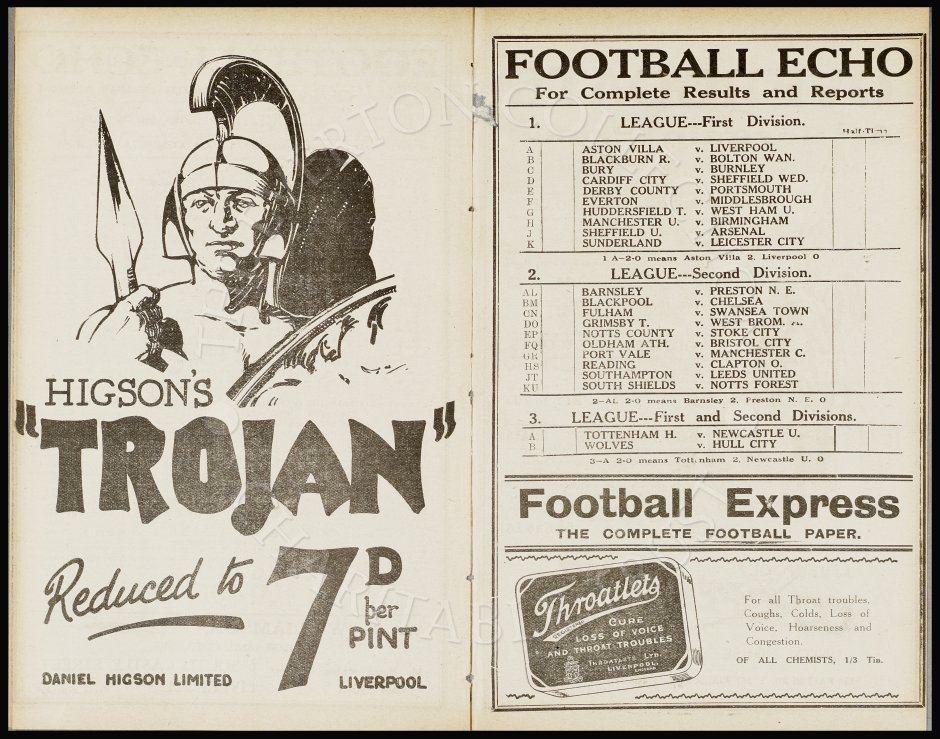 HIGSON'S
"TROJAN"
Reduced to 7D
per
PINT
DANIEL HIGSON LIMITED LIVERPOOL
FOOTBALL ECHO
For Complete Results and Reports
1. LEAGUE---First Division.
Half-Time
A ASTON VILLA v. LIVERPOOL
B BLACKBURN R. v. BOLTON WAN.
C BURY v. BURNLEY
D CARDIFF CITY v. SHEFFIELD WED.
E DERBY COUNTY v. PORTSMOUTH
F EVERTON v. MIDDLESBROUGH
G HUDDERSFIELD T. v. WEST HAM U.
H MANCHESTER U. v. BIRMINGHAM
J SHEFFIELD U. v. ARSENAL
K SUNDERLAND v. LEICESTER CITY
1 A-2-0 means Aston Villa 2, Liverpool 0
2. LEAGUE---Second Division.
AL BARNSLEY v. PRESTON N. E.
BM BLACKPOOL v. CHELSEA
CN FULHAM v. SWANSEA TOWN
DO GRIMSBY T. v. WEST BROM. A.
EP NOTTS COUNTY v. STOKE CITY
FQ OLDHAM ATH. v. BRISTOL CITY
GR PORT VALE v. MANCHESTER C.
HS READING v. CLAPTON O.
JT SOUTHAMPTON v. LEEDS UNITED
KU SOUTH SHIELDS v. NOTTS FOREST
2-AL 2-0 means Barnsley 2, Preston N. E. 0
3. LEAGUE---First and Second Divisions.
A TOTTENHAM H. v. NEWCASTLE U.
B WOLVES v. HULL CITY
3-A 2-0 means Tottenham 2, Newcastle U. 0
Football Express
THE COMPLETE FOOTBALL PAPER.
Throatlets
CURE
LOSS OF VOICE
AND THROAT TROUBLES
THROATLETS LTD.
LIVERPOOL.
For all Throat troubles,
Coughs, Colds, Loss of
Voice, Hoarseness and
Congestion.
OF ALL CHEMISTS, 1/3 Tin.